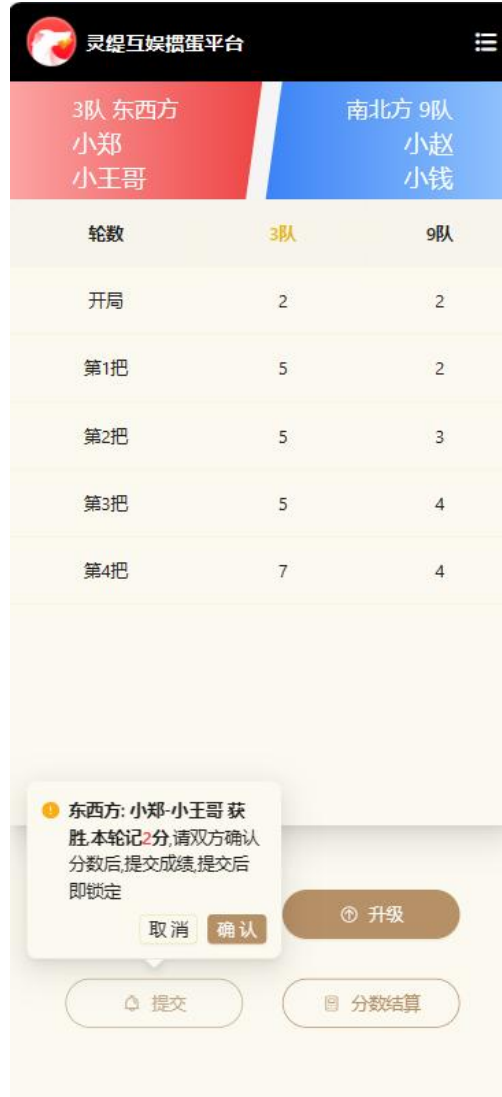 灵缇互娱掼蛋平台
3队 东西方
小郑
小王哥
南北方 9队
小赵
小钱
轮数 3队 9队
开局 2 2
第1把 5 2
第2把 5 3
第3把 5 4
第4把 7 4
东西方: 小郑-小王哥 获
胜,本轮记2分,请双方确认
分数后,提交成绩,提交后
即锁定
取消 确认
升级
提交 分数结算